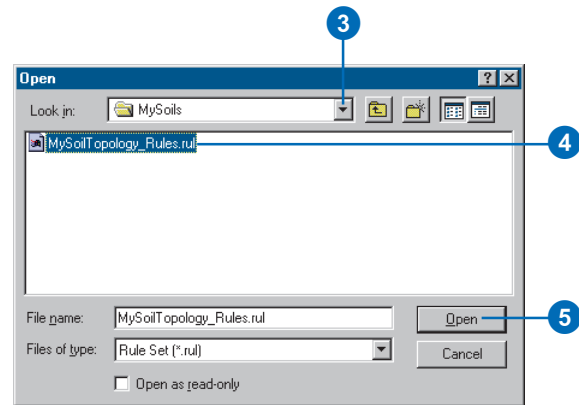 3
Open
Look in: MySoils
MySoilTopology_Rules.rul
4
File name: MySoilTopology_Rules.rul
Open
5
Files of type: Rule Set (*.rul)
Cancel
Open as read-only